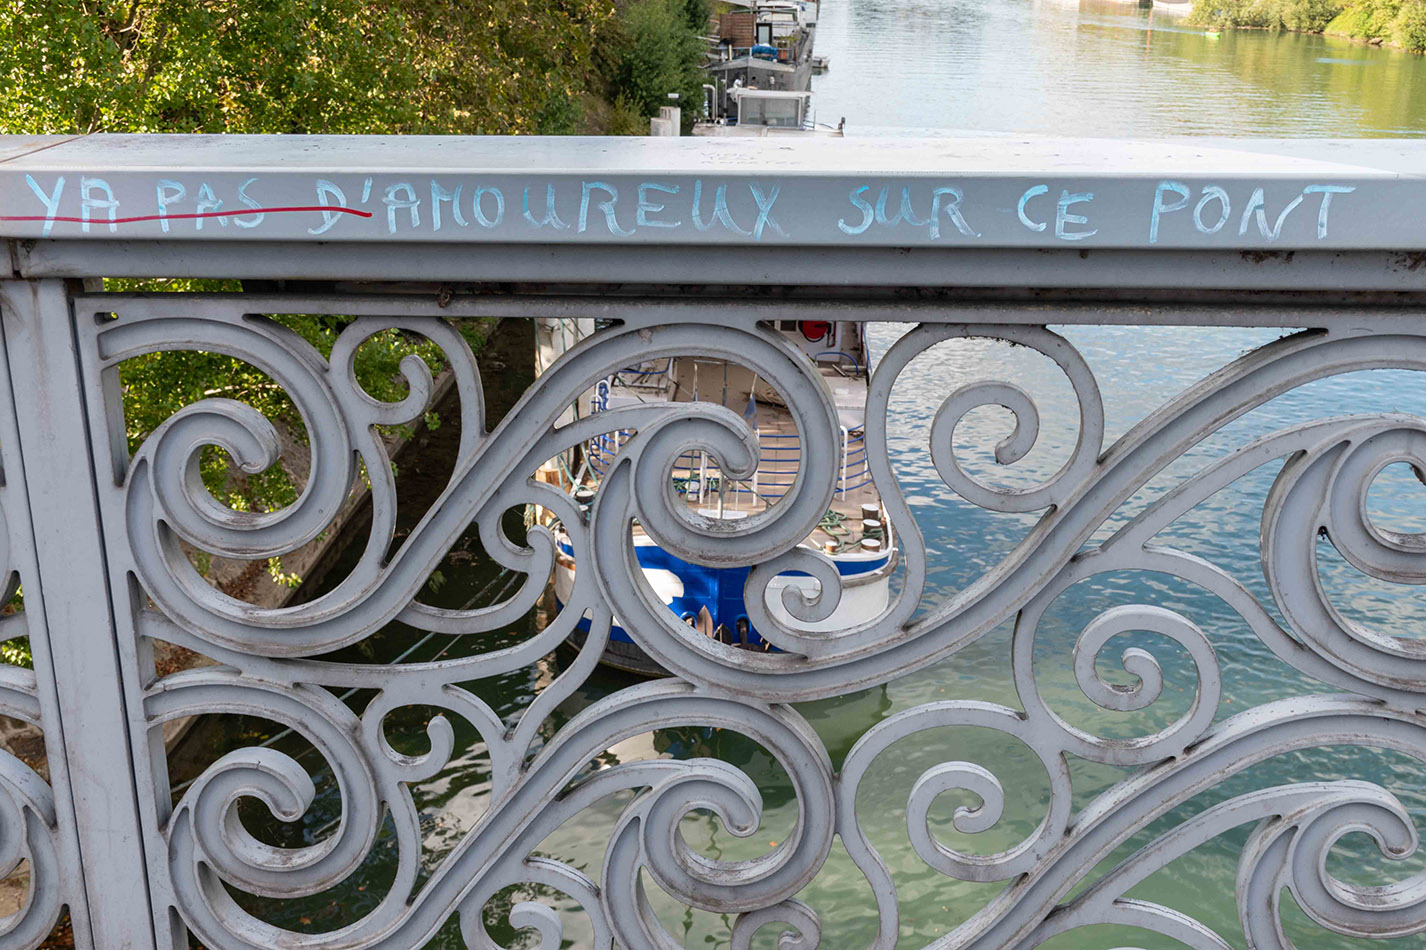 YA PAS D'AMOUREUX SUR CE PONT